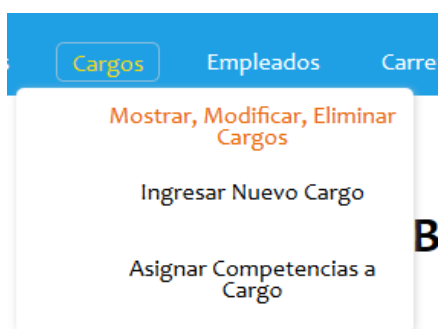 Cargos Empleados
Mostrar, Modificar, Eliminar
Cargos
Ingresar Nuevo Cargo
Asignar Competencias a
Cargo